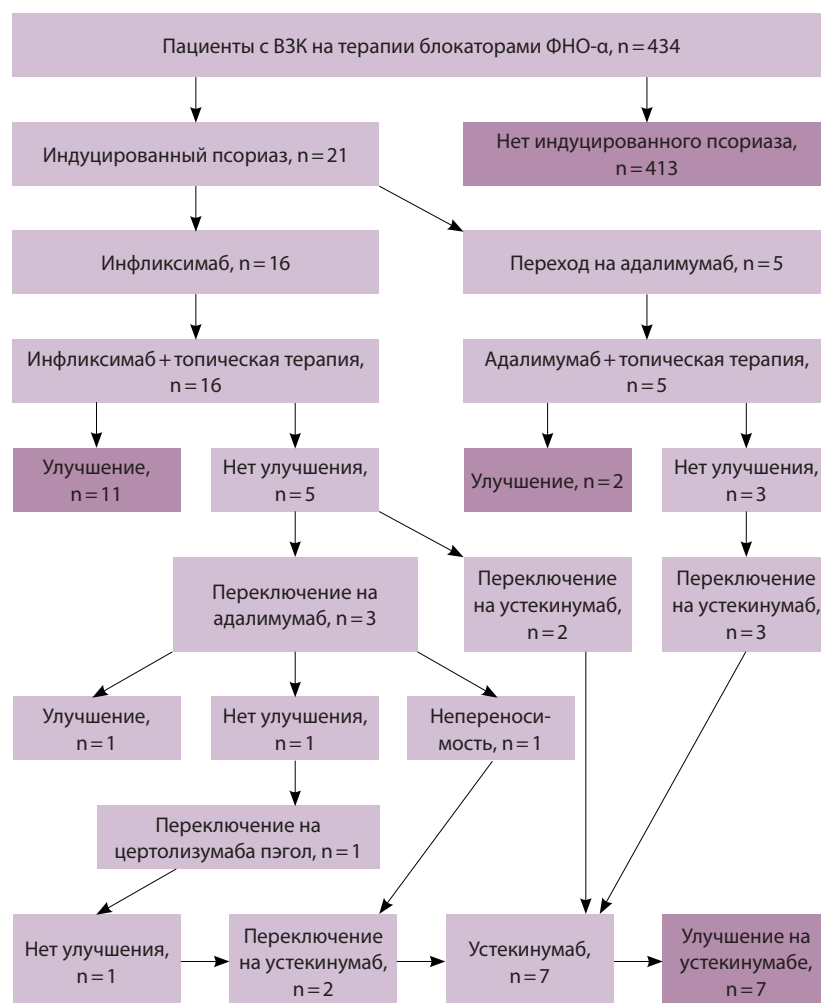 Пациенты с ВЗК на терапии блокаторами ФНО-α, n = 434
Индуцированный псориаз, n = 21
Нет индуцированного псориаза,
n = 413
Инфликсимаб, n = 16
Переход на адалимумаб, n = 5
Инфликсимаб + топическая терапия,
n = 16
Адалимумаб + топическая терапия,
n = 5
Улучшение,
n = 11
Нет улучшения,
n = 5
Улучшение, n = 2
Нет улучшения,
n = 3
Переключение на
адалимумаб, n = 3
Переключение
на устекинумаб,
n = 2
Переключение
на устекинумаб,
n = 3
Улучшение,
n = 1
Нет улучшения,
n = 1
Непереноси-
мость, n = 1
Переключение на
цертолизумаба пэгол, n = 1
Нет улучшения,
n = 1
Переключение
на устекинумаб,
n = 2
Устекинумаб,
n = 7
Улучшение на
устекинумабе,
n = 7